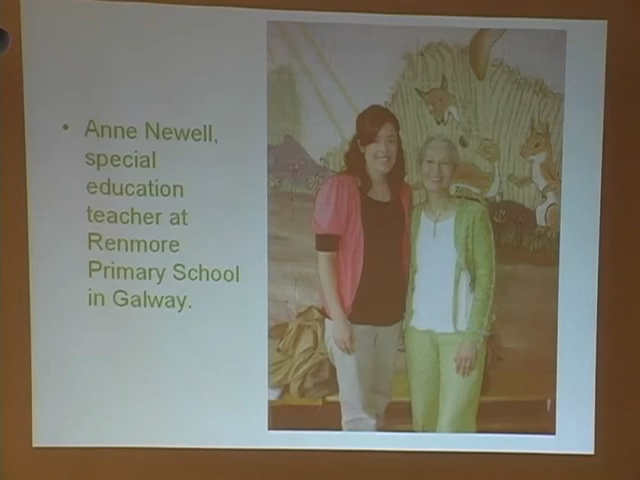 • Anne Newell,
special
education
teacher at
Renmore
Primary School
in Galway.